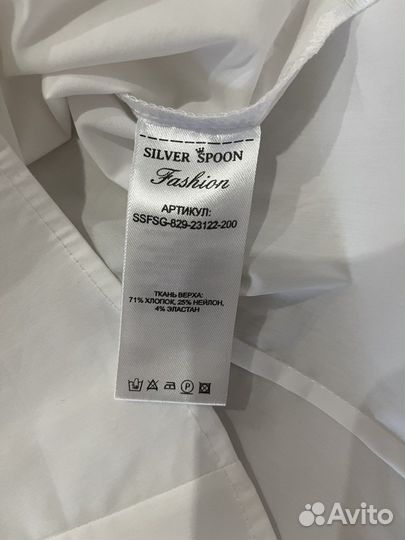 SILVER SPOON
Fashion
АРТИКУЛ:
SSFSG-829-23122-200
ТКАНЬ ВЕРХА:
71% ХЛОПОК, 25% НЕЙЛОН,
4% ЭЛАСТАН
Avito